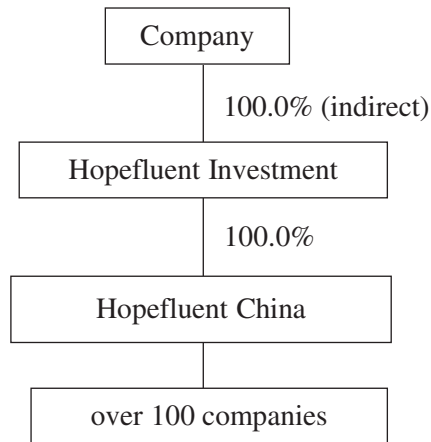 Company
100.0% (indirect)
Hopefluent Investment
100.0%
Hopefluent China
over 100 companies